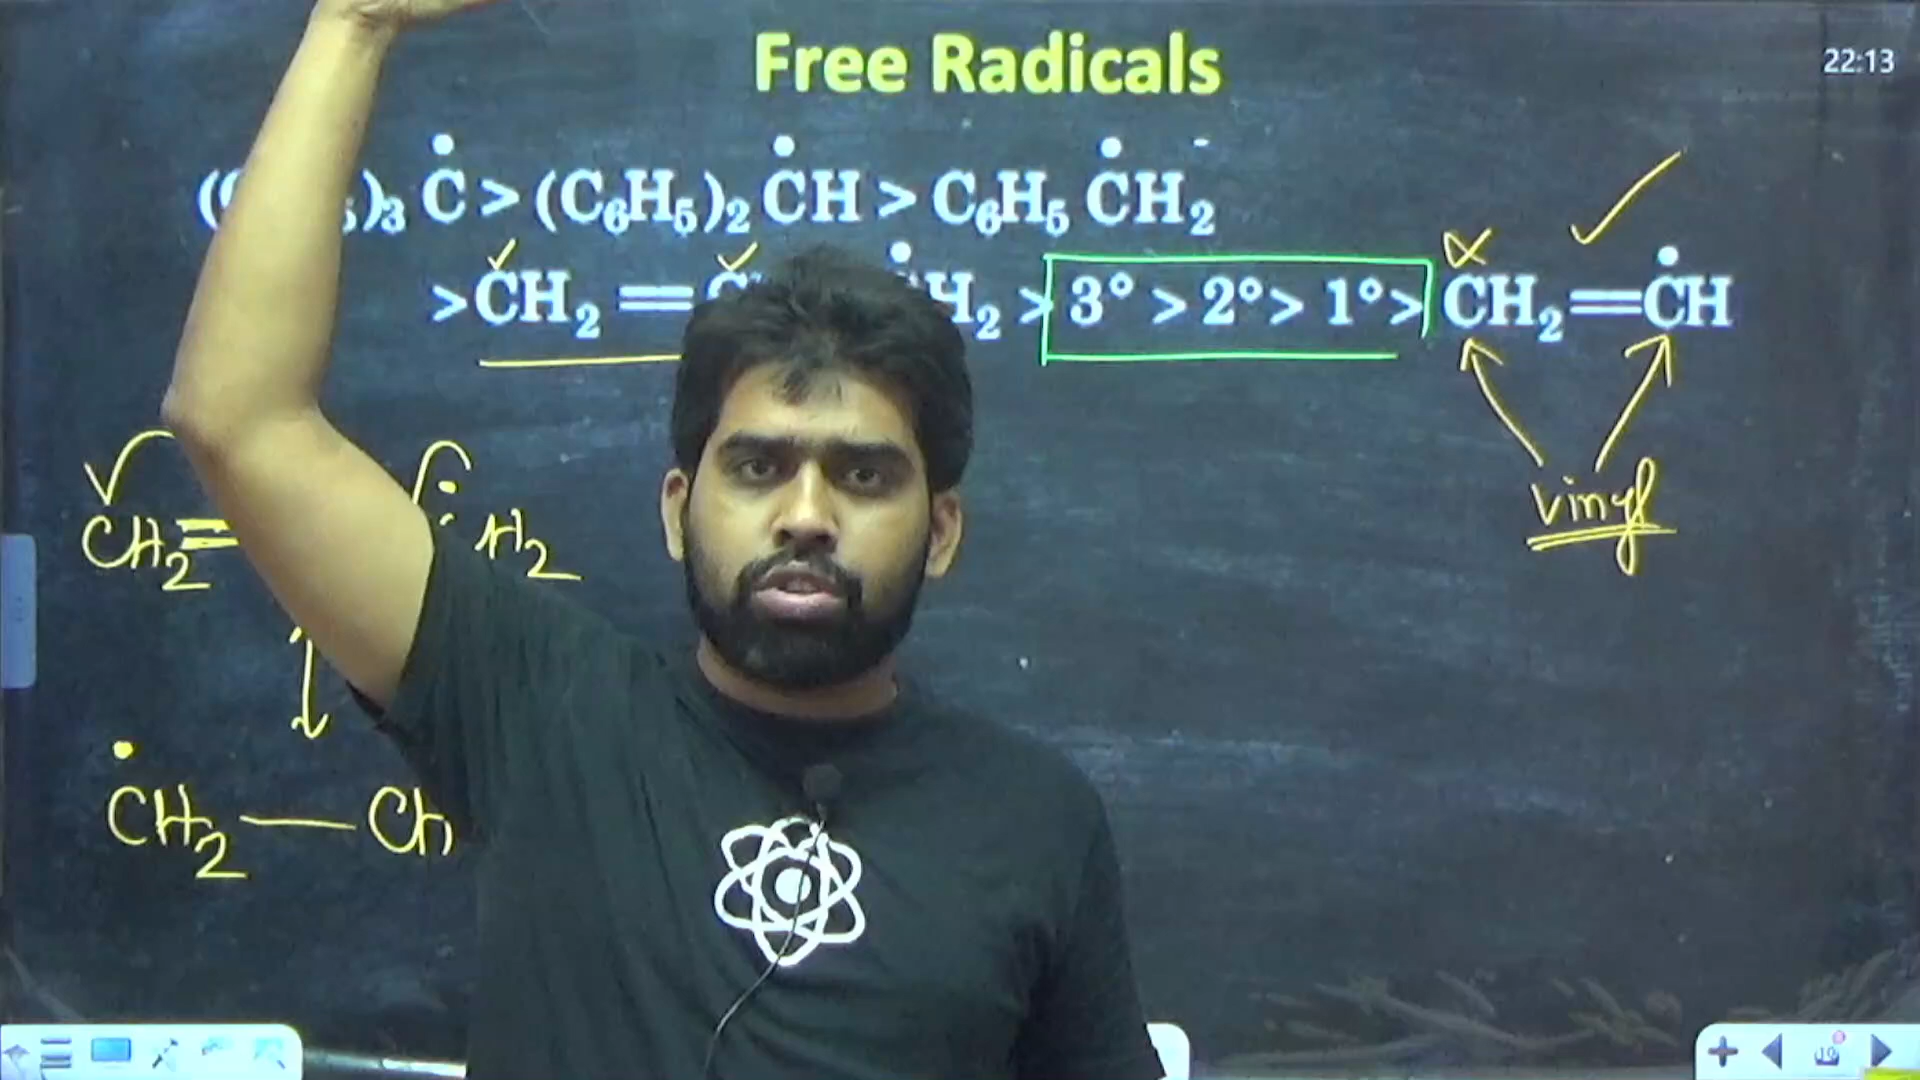 Free Radicals
22:13
)₃ Ċ > (C₆H₅)₂ ĊH > C₆H₅ ĊH₂
> CH₂ = H₂ > 3° > 2° > 1° > CH₂ = ĊH
CH₂ = H₂
vinyl
ĊH₂ — CH